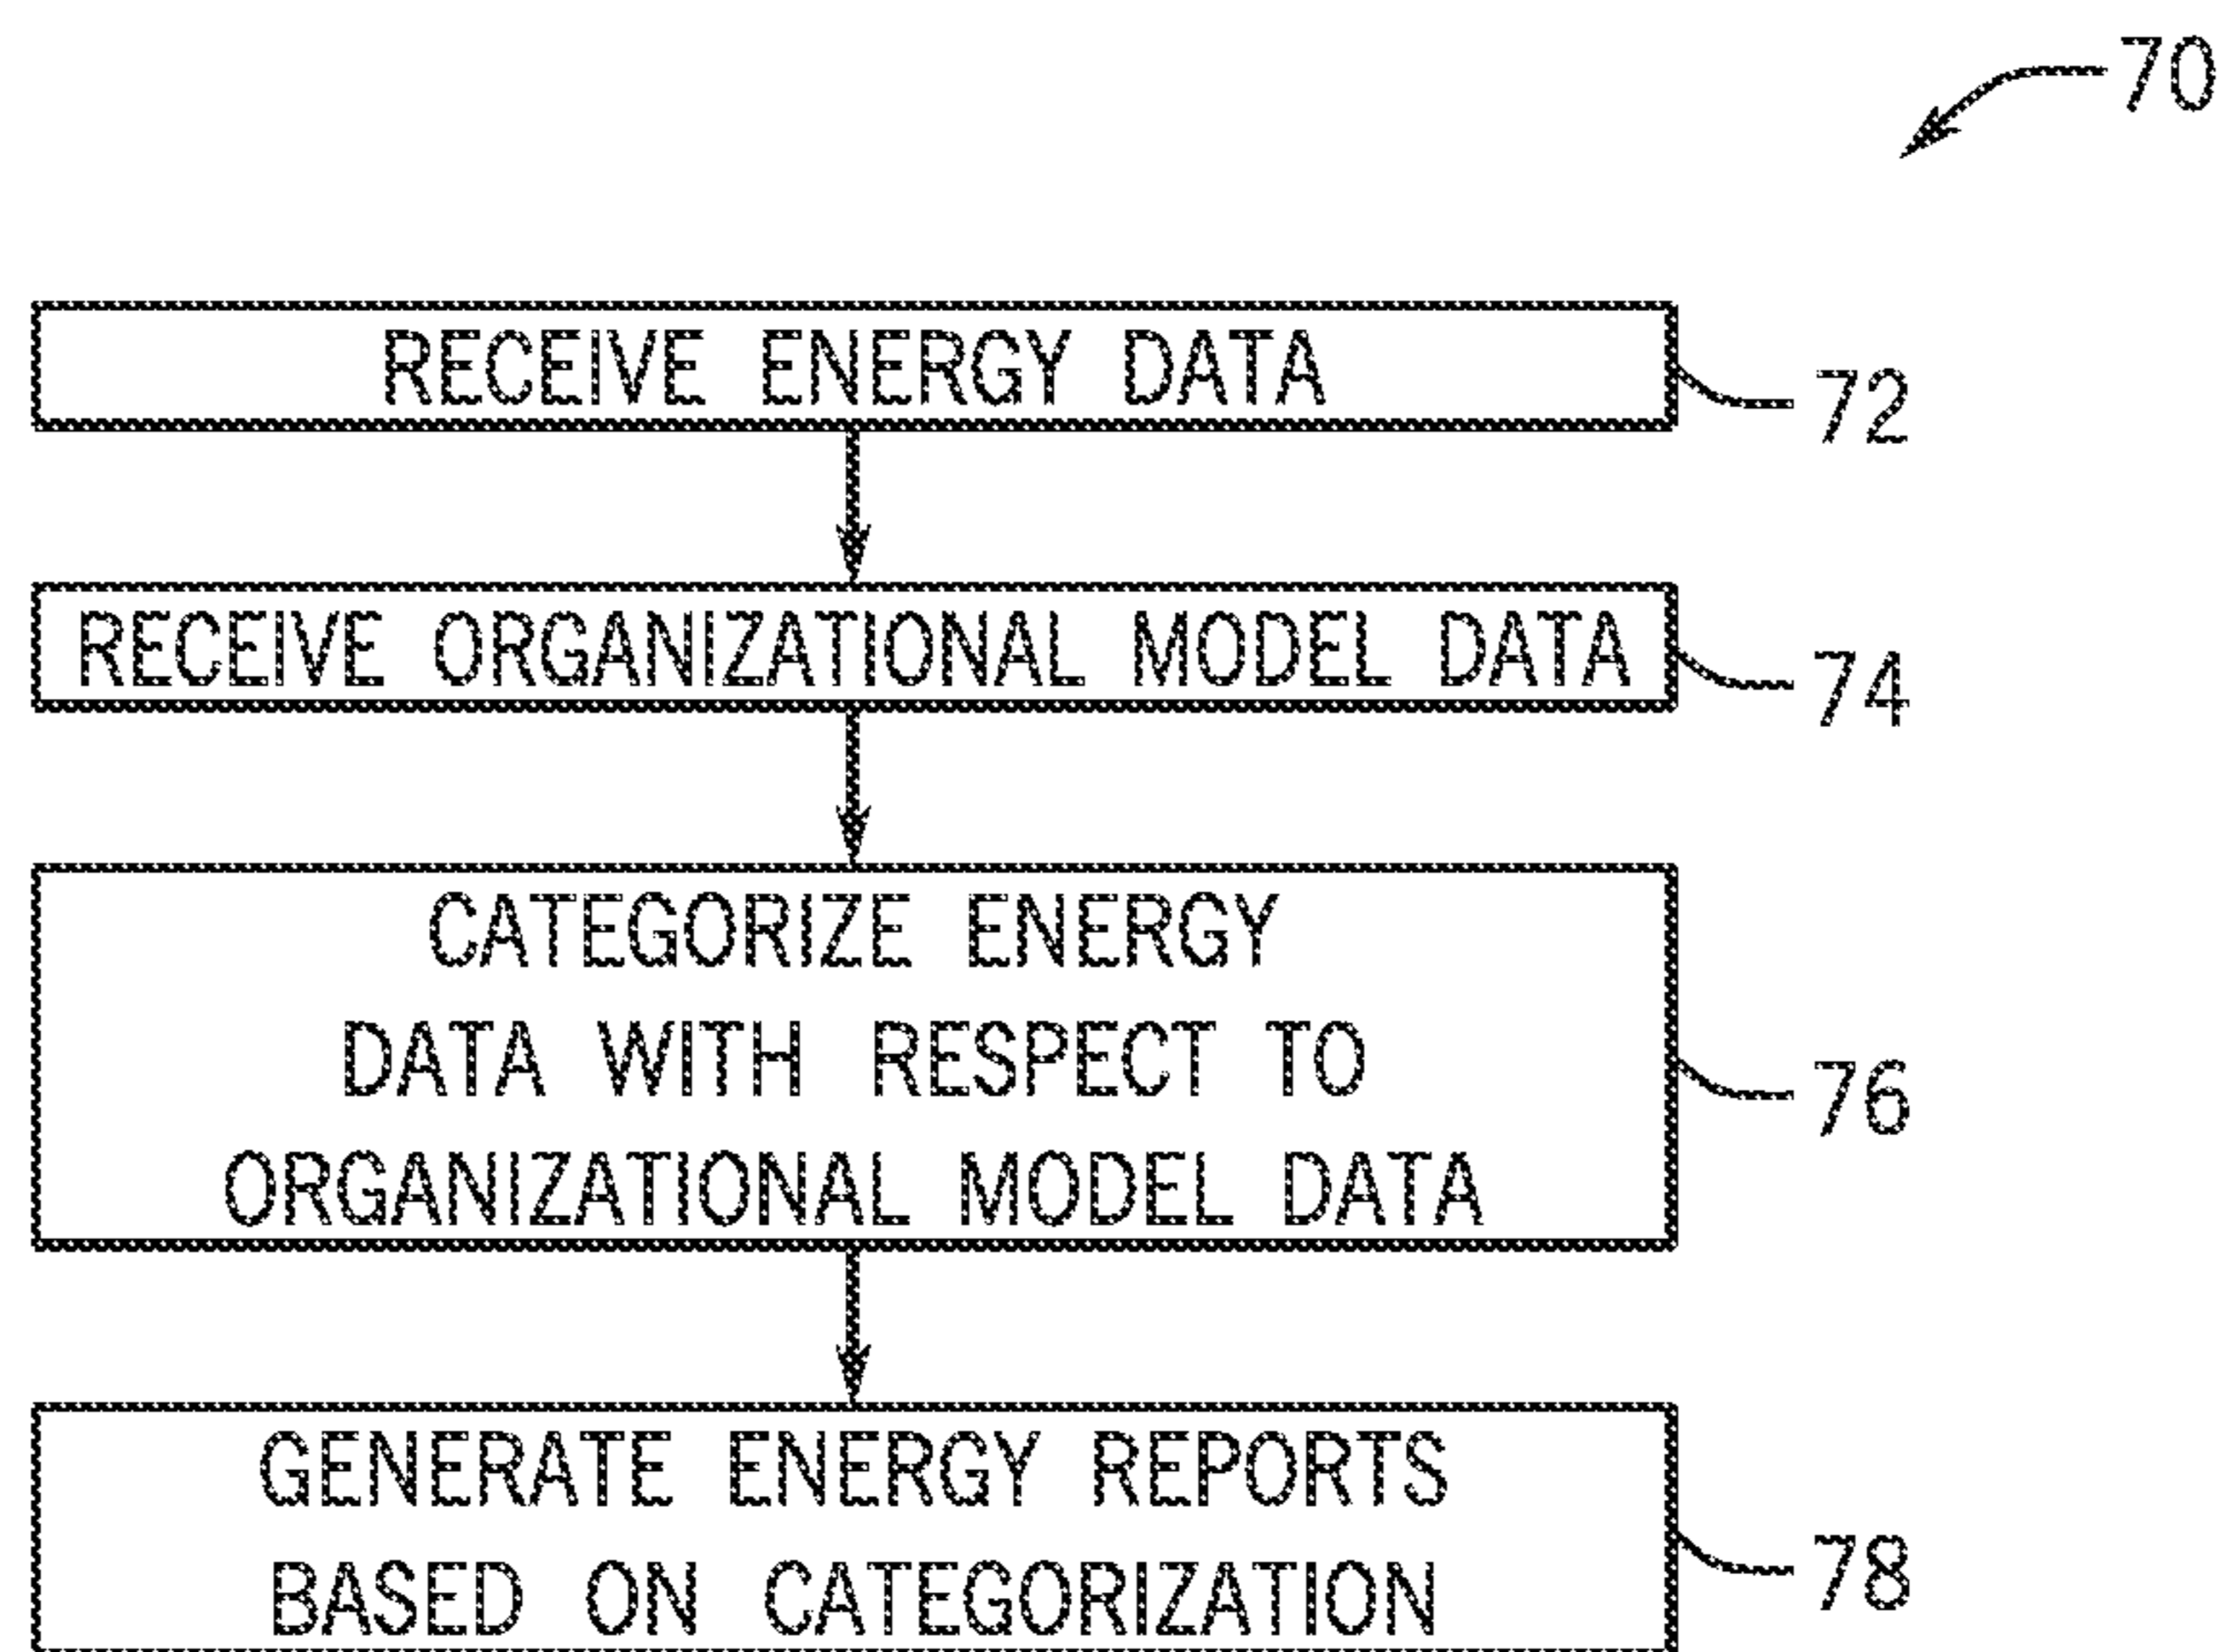 70
RECEIVE ENERGY DATA
72
RECEIVE ORGANIZATIONAL MODEL DATA
74
CATEGORIZE ENERGY
DATA WITH RESPECT TO
ORGANIZATIONAL MODEL DATA
76
GENERATE ENERGY REPORTS
BASED ON CATEGORIZATION
78